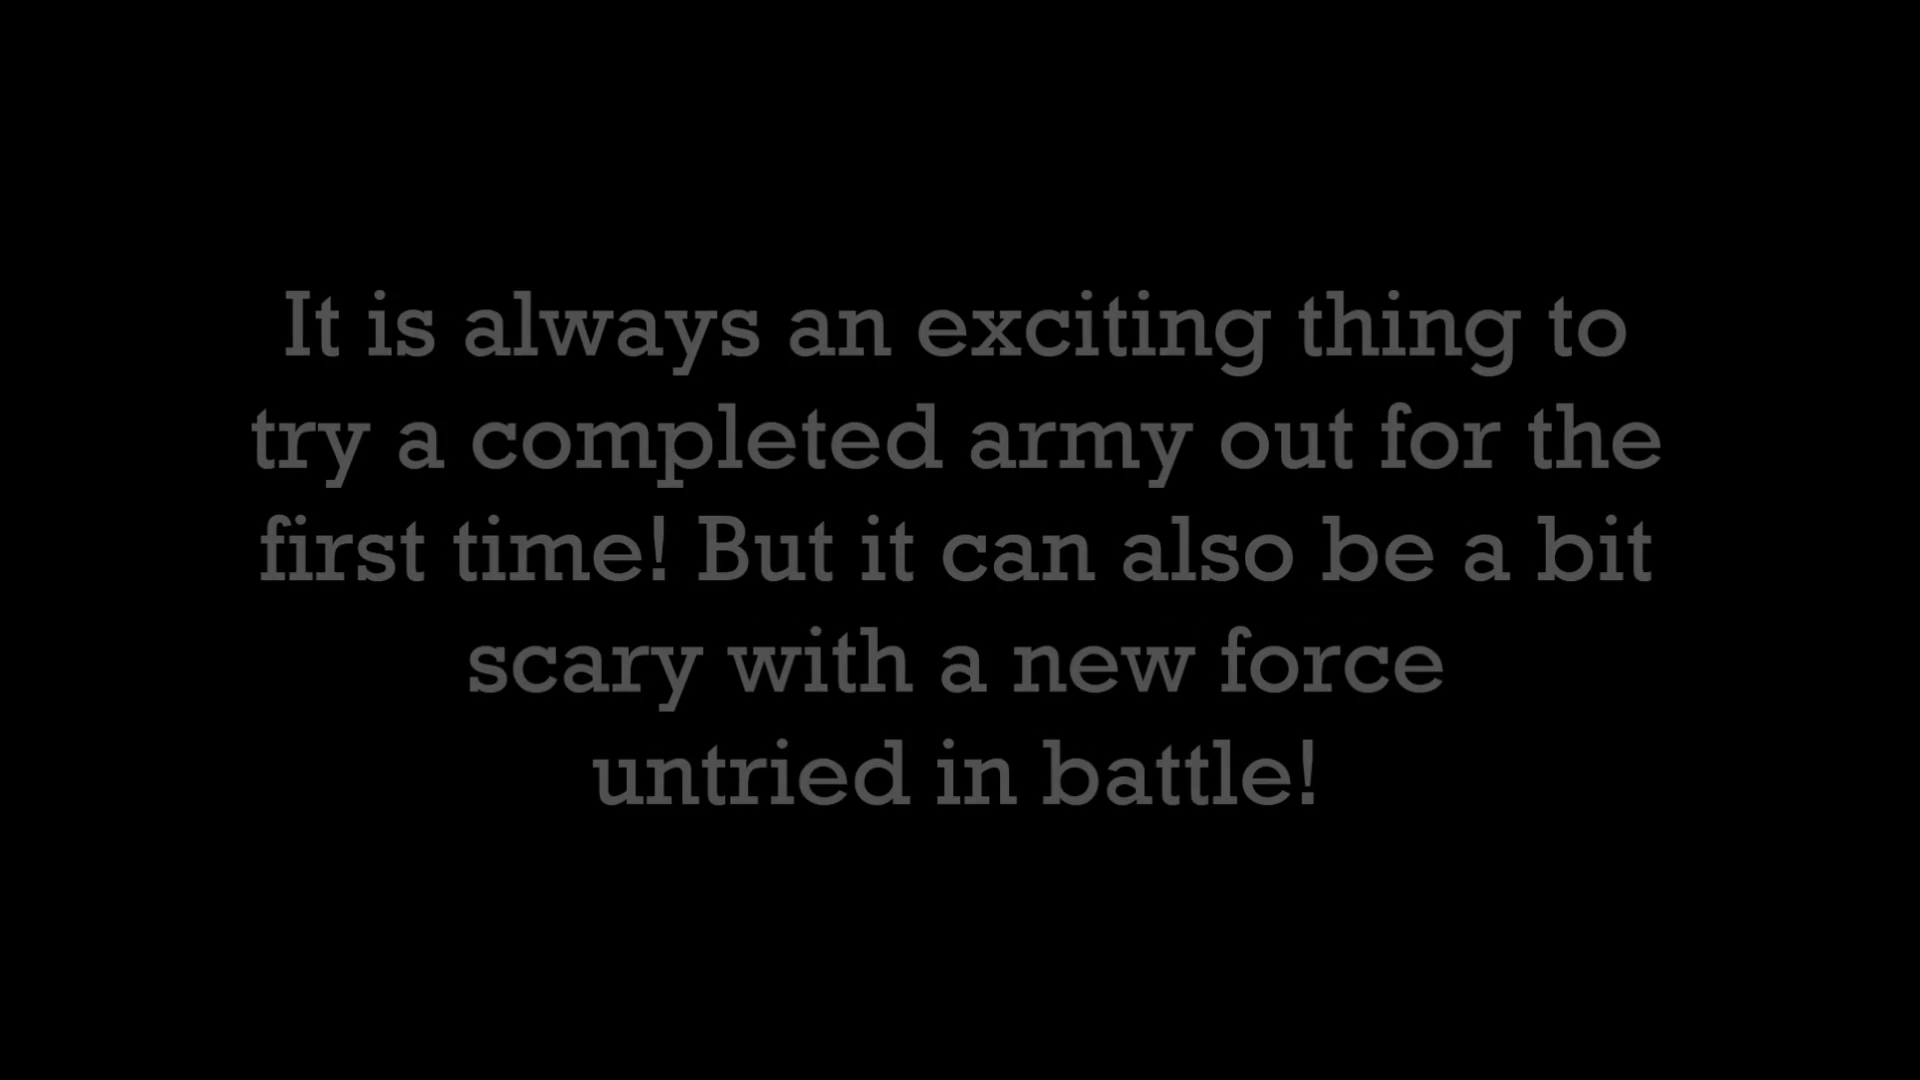 It is always an exciting thing to
try a completed army out for the
first time! But it can also be a bit
scary with a new force
untried in battle!